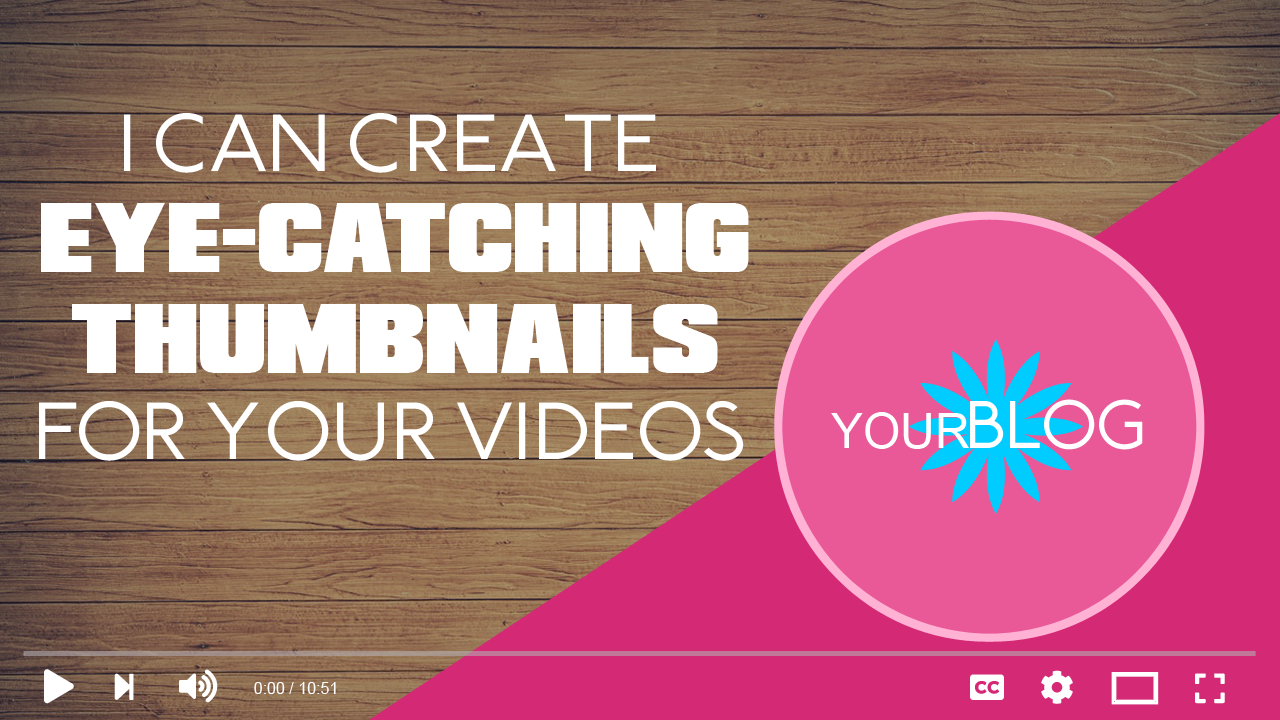 I CAN CREATE
EYE-CATCHING
THUMBNAILS
FOR YOUR VIDEOS
YOURBLOG
0:00 / 10:51
CC